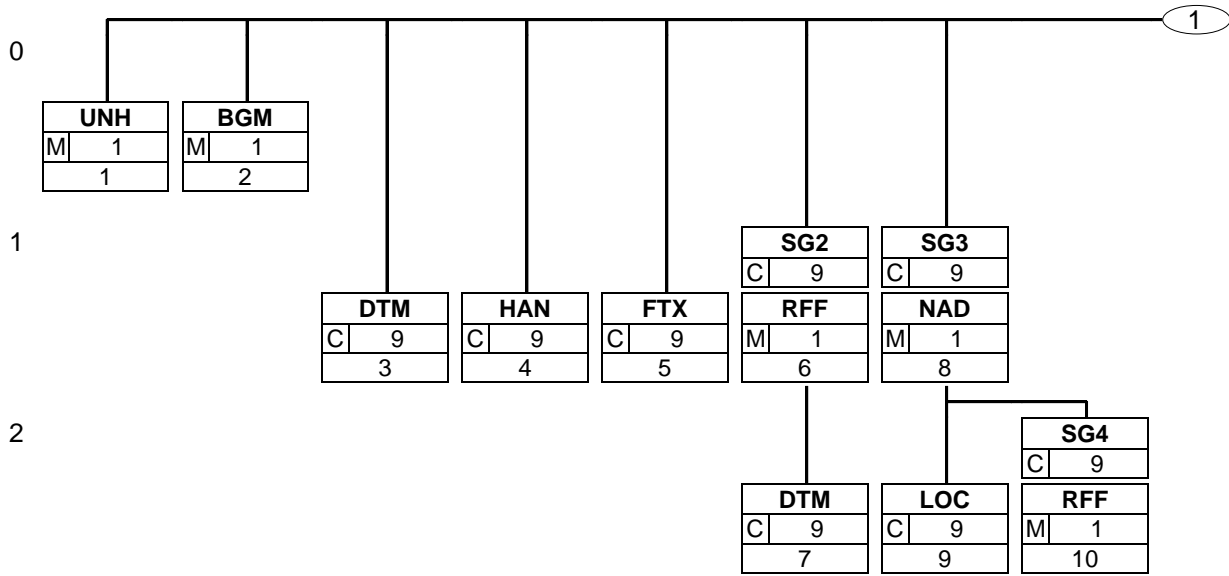 1
0
UNH BGM
M 1 M 1
1 2
1 SG2 SG3
C 9 C 9
DTM HAN FTX RFF NAD
C 9 C 9 C 9 M 1 M 1
3 4 5 6 8
2 SG4
C 9
DTM LOC RFF
C 9 C 9 M 1
7 9 10